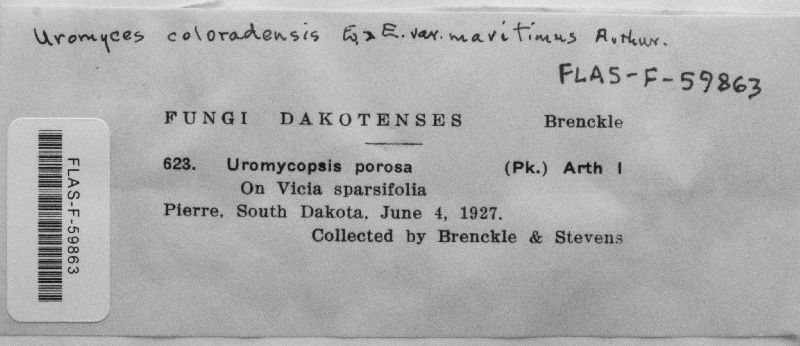 Uromyces coloradensis E. & E. var. maritimus Arthur.
FLAS-F-59863
FUNGI DAKOTENSES Brenckle
623. Uromycopsis porosa (Pk.) Arth I
On Vicia sparsifolia
Pierre, South Dakota, June 4, 1927.
Collected by Brenckle & Stevens
FLAS-F-59863